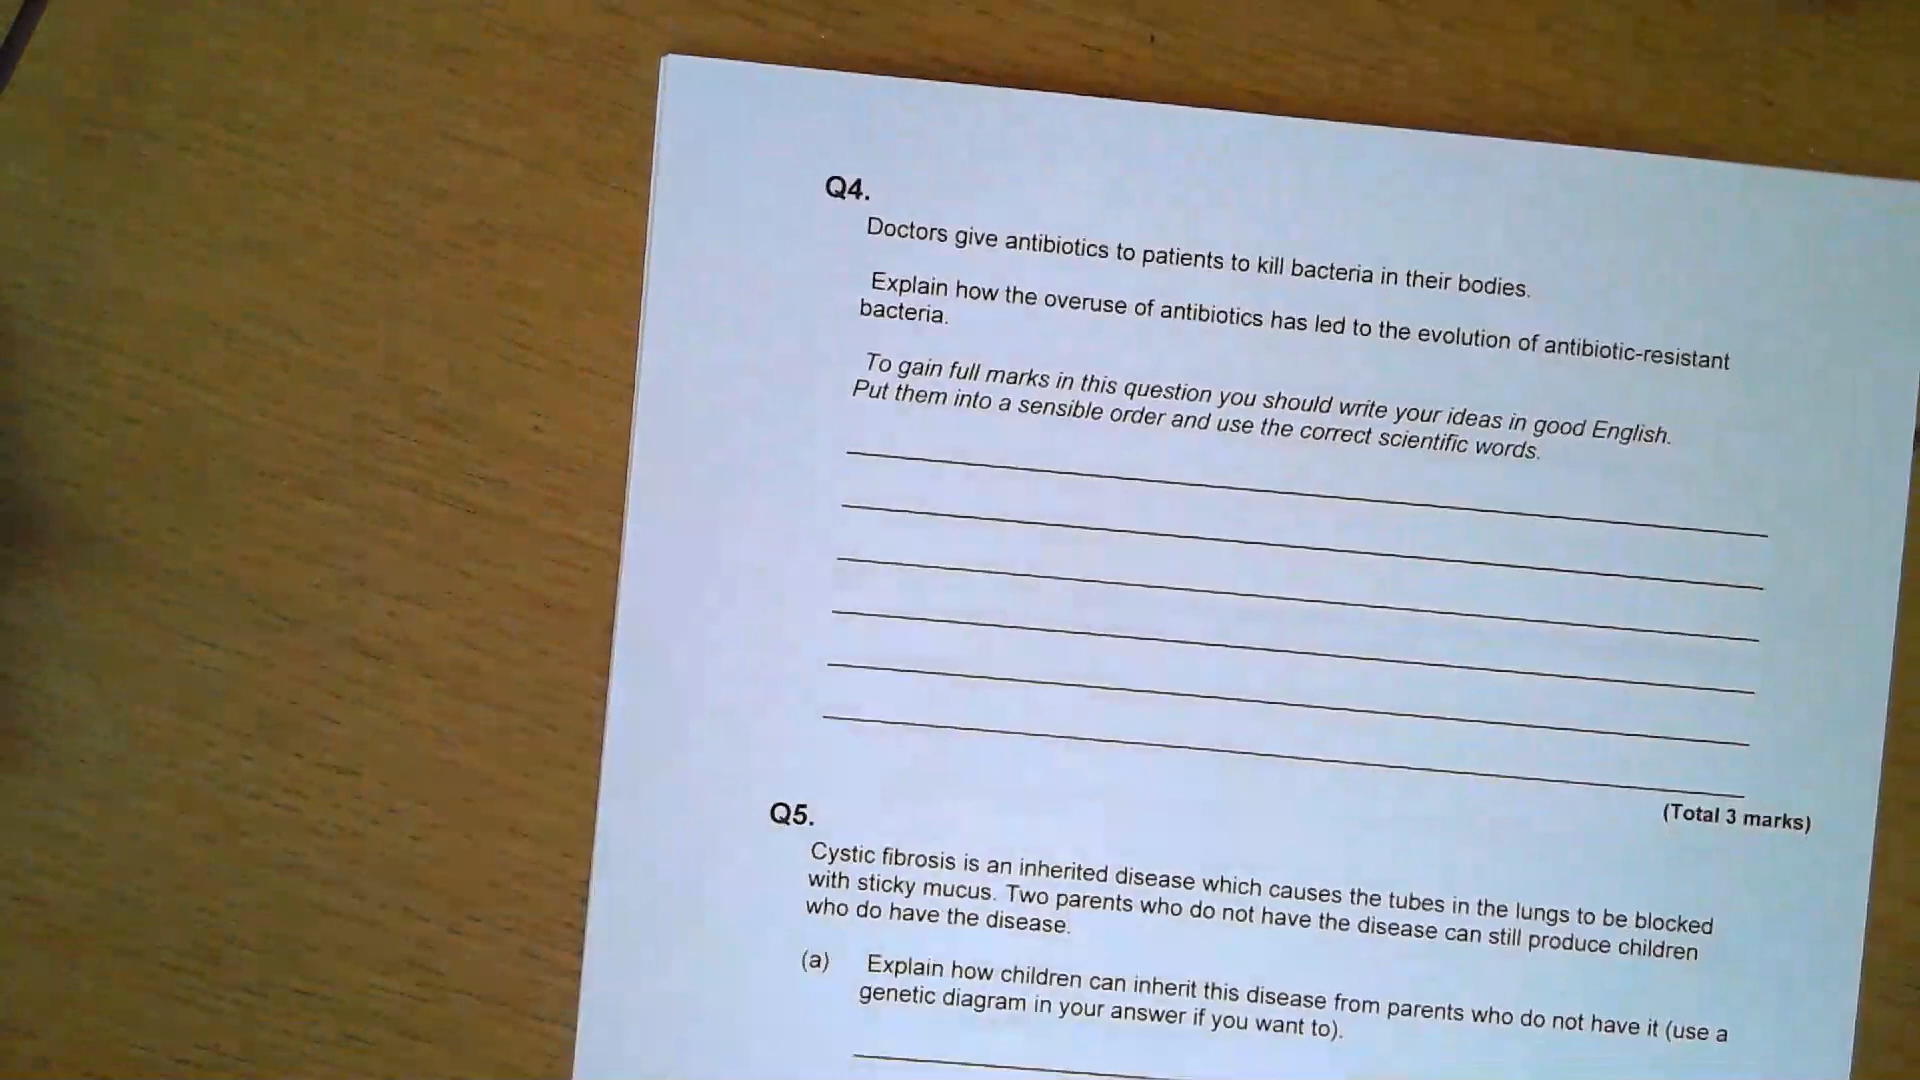 Q4.
Doctors give antibiotics to patients to kill bacteria in their bodies.
Explain how the overuse of antibiotics has led to the evolution of antibiotic-resistant
bacteria.
To gain full marks in this question you should write your ideas in good English.
Put them into a sensible order and use the correct scientific words.
(Total 3 marks)
Q5.
Cystic fibrosis is an inherited disease which causes the tubes in the lungs to be blocked
with sticky mucus. Two parents who do not have the disease can still produce children
who do have the disease.
(a) Explain how children can inherit this disease from parents who do not have it (use a
genetic diagram in your answer if you want to).